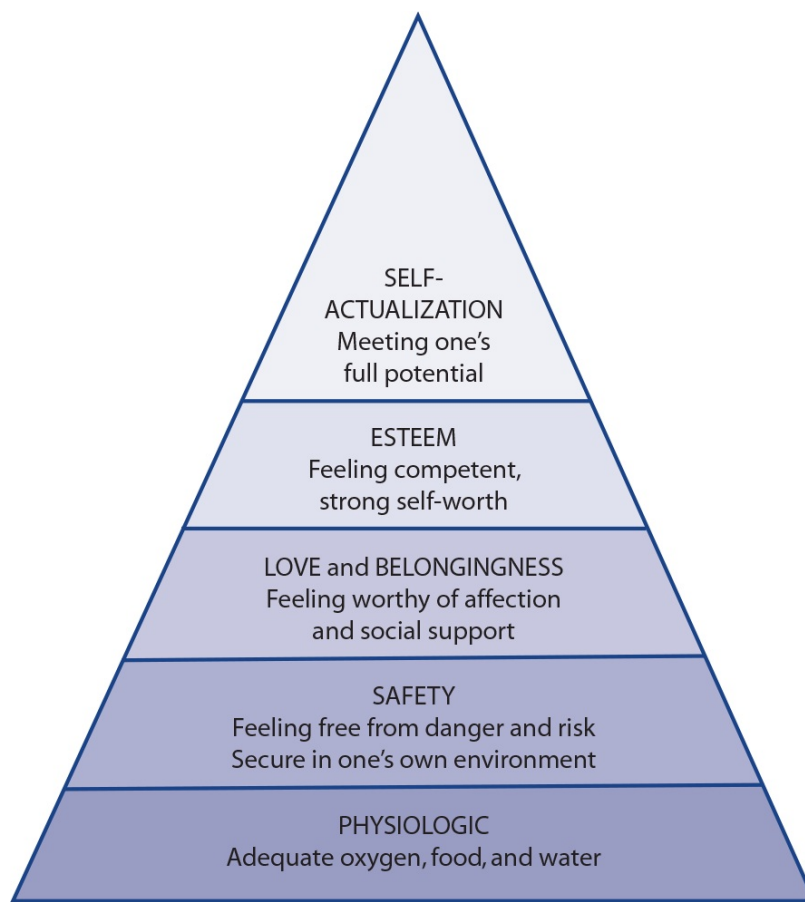 SELF-
ACTUALIZATION
Meeting one’s
full potential
ESTEEM
Feeling competent,
strong self-worth
LOVE and BELONGINGNESS
Feeling worthy of affection
and social support
SAFETY
Feeling free from danger and risk
Secure in one’s own environment
PHYSIOLOGIC
Adequate oxygen, food, and water